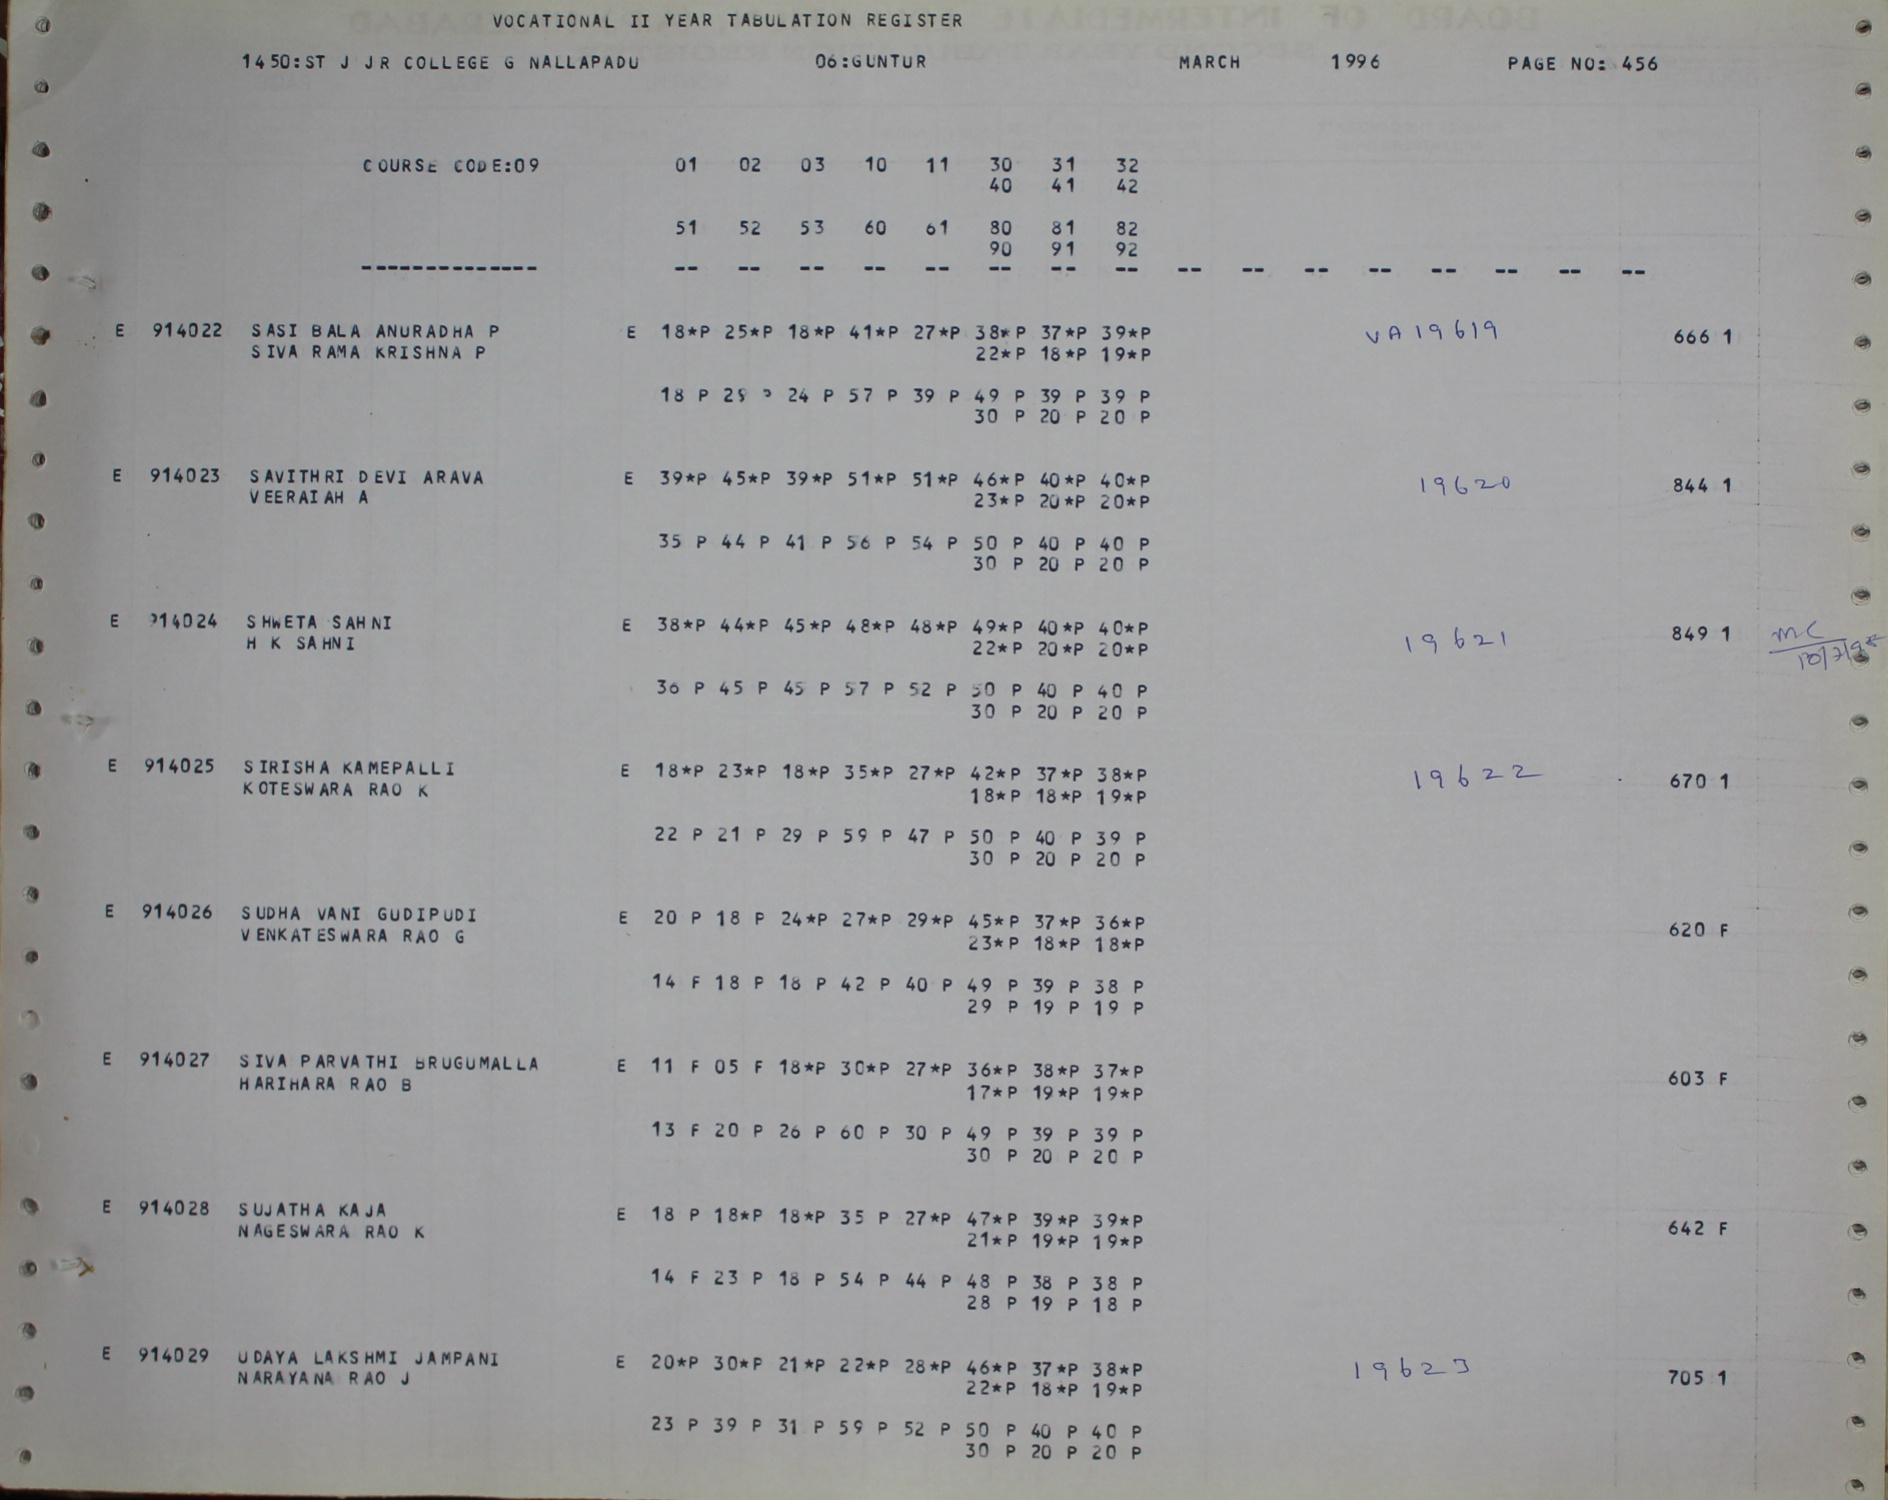 VOCATIONAL II YEAR TABULATION REGISTER
1450:ST J JR COLLEGE G NALLAPADU 06:GUNTUR MARCH 1996 PAGE NO: 456
COURSE CODE:09 01 02 03 10 11 30 31 32
40 41 42
51 52 53 60 61 80 81 82
90 91 92
-------------- -- -- -- -- -- -- -- -- -- -- -- -- -- -- -- --
E 914022 SASI BALA ANURADHA P E 18*P 25*P 18*P 41*P 27*P 38*P 37*P 39*P VA19619 666 1
SIVA RAMA KRISHNA P 22*P 18*P 19*P
18 P 29 P 24 P 57 P 39 P 49 P 39 P 39 P
30 P 20 P 20 P
E 914023 SAVITHRI DEVI ARAVA E 39*P 45*P 39*P 51*P 51*P 46*P 40*P 40*P 19620 844 1
VEERAIAH A 23*P 20*P 20*P
35 P 44 P 41 P 56 P 54 P 50 P 40 P 40 P
30 P 20 P 20 P
E 914024 SHWETA SAHNI E 38*P 44*P 45*P 48*P 48*P 49*P 40*P 40*P 19621 849 1 MC
H K SAHNI 22*P 20*P 20*P
36 P 45 P 45 P 57 P 52 P 50 P 40 P 40 P
30 P 20 P 20 P
E 914025 SIRISHA KAMEPALLI E 18*P 23*P 18*P 35*P 27*P 42*P 37*P 38*P 19622 670 1
KOTESWARA RAO K 18*P 18*P 19*P
22 P 21 P 29 P 59 P 47 P 50 P 40 P 39 P
30 P 20 P 20 P
E 914026 SUDHA VANI GUDIPUDI E 20 P 18 P 24*P 27*P 29*P 45*P 37*P 36*P 620 F
VENKATESWARA RAO G 23*P 18*P 18*P
14 F 18 P 18 P 42 P 40 P 49 P 39 P 38 P
29 P 19 P 19 P
E 914027 SIVA PARVATHI BRUGUMALLA E 11 F 05 F 18*P 30*P 27*P 36*P 38*P 37*P 603 F
HARIHARA RAO B 17*P 19*P 19*P
13 F 20 P 26 P 60 P 30 P 49 P 39 P 39 P
30 P 20 P 20 P
E 914028 SUJATHA KAJA E 18 P 18*P 18*P 35 P 27*P 47*P 39*P 39*P 642 F
NAGESWARA RAO K 21*P 19*P 19*P
14 F 23 P 18 P 54 P 44 P 48 P 38 P 38 P
28 P 19 P 18 P
E 914029 UDAYA LAKSHMI JAMPANI E 20*P 30*P 21*P 22*P 28*P 46*P 37*P 38*P 19623 705 1
NARAYANA RAO J 22*P 18*P 19*P
23 P 39 P 31 P 59 P 52 P 50 P 40 P 40 P
30 P 20 P 20 P